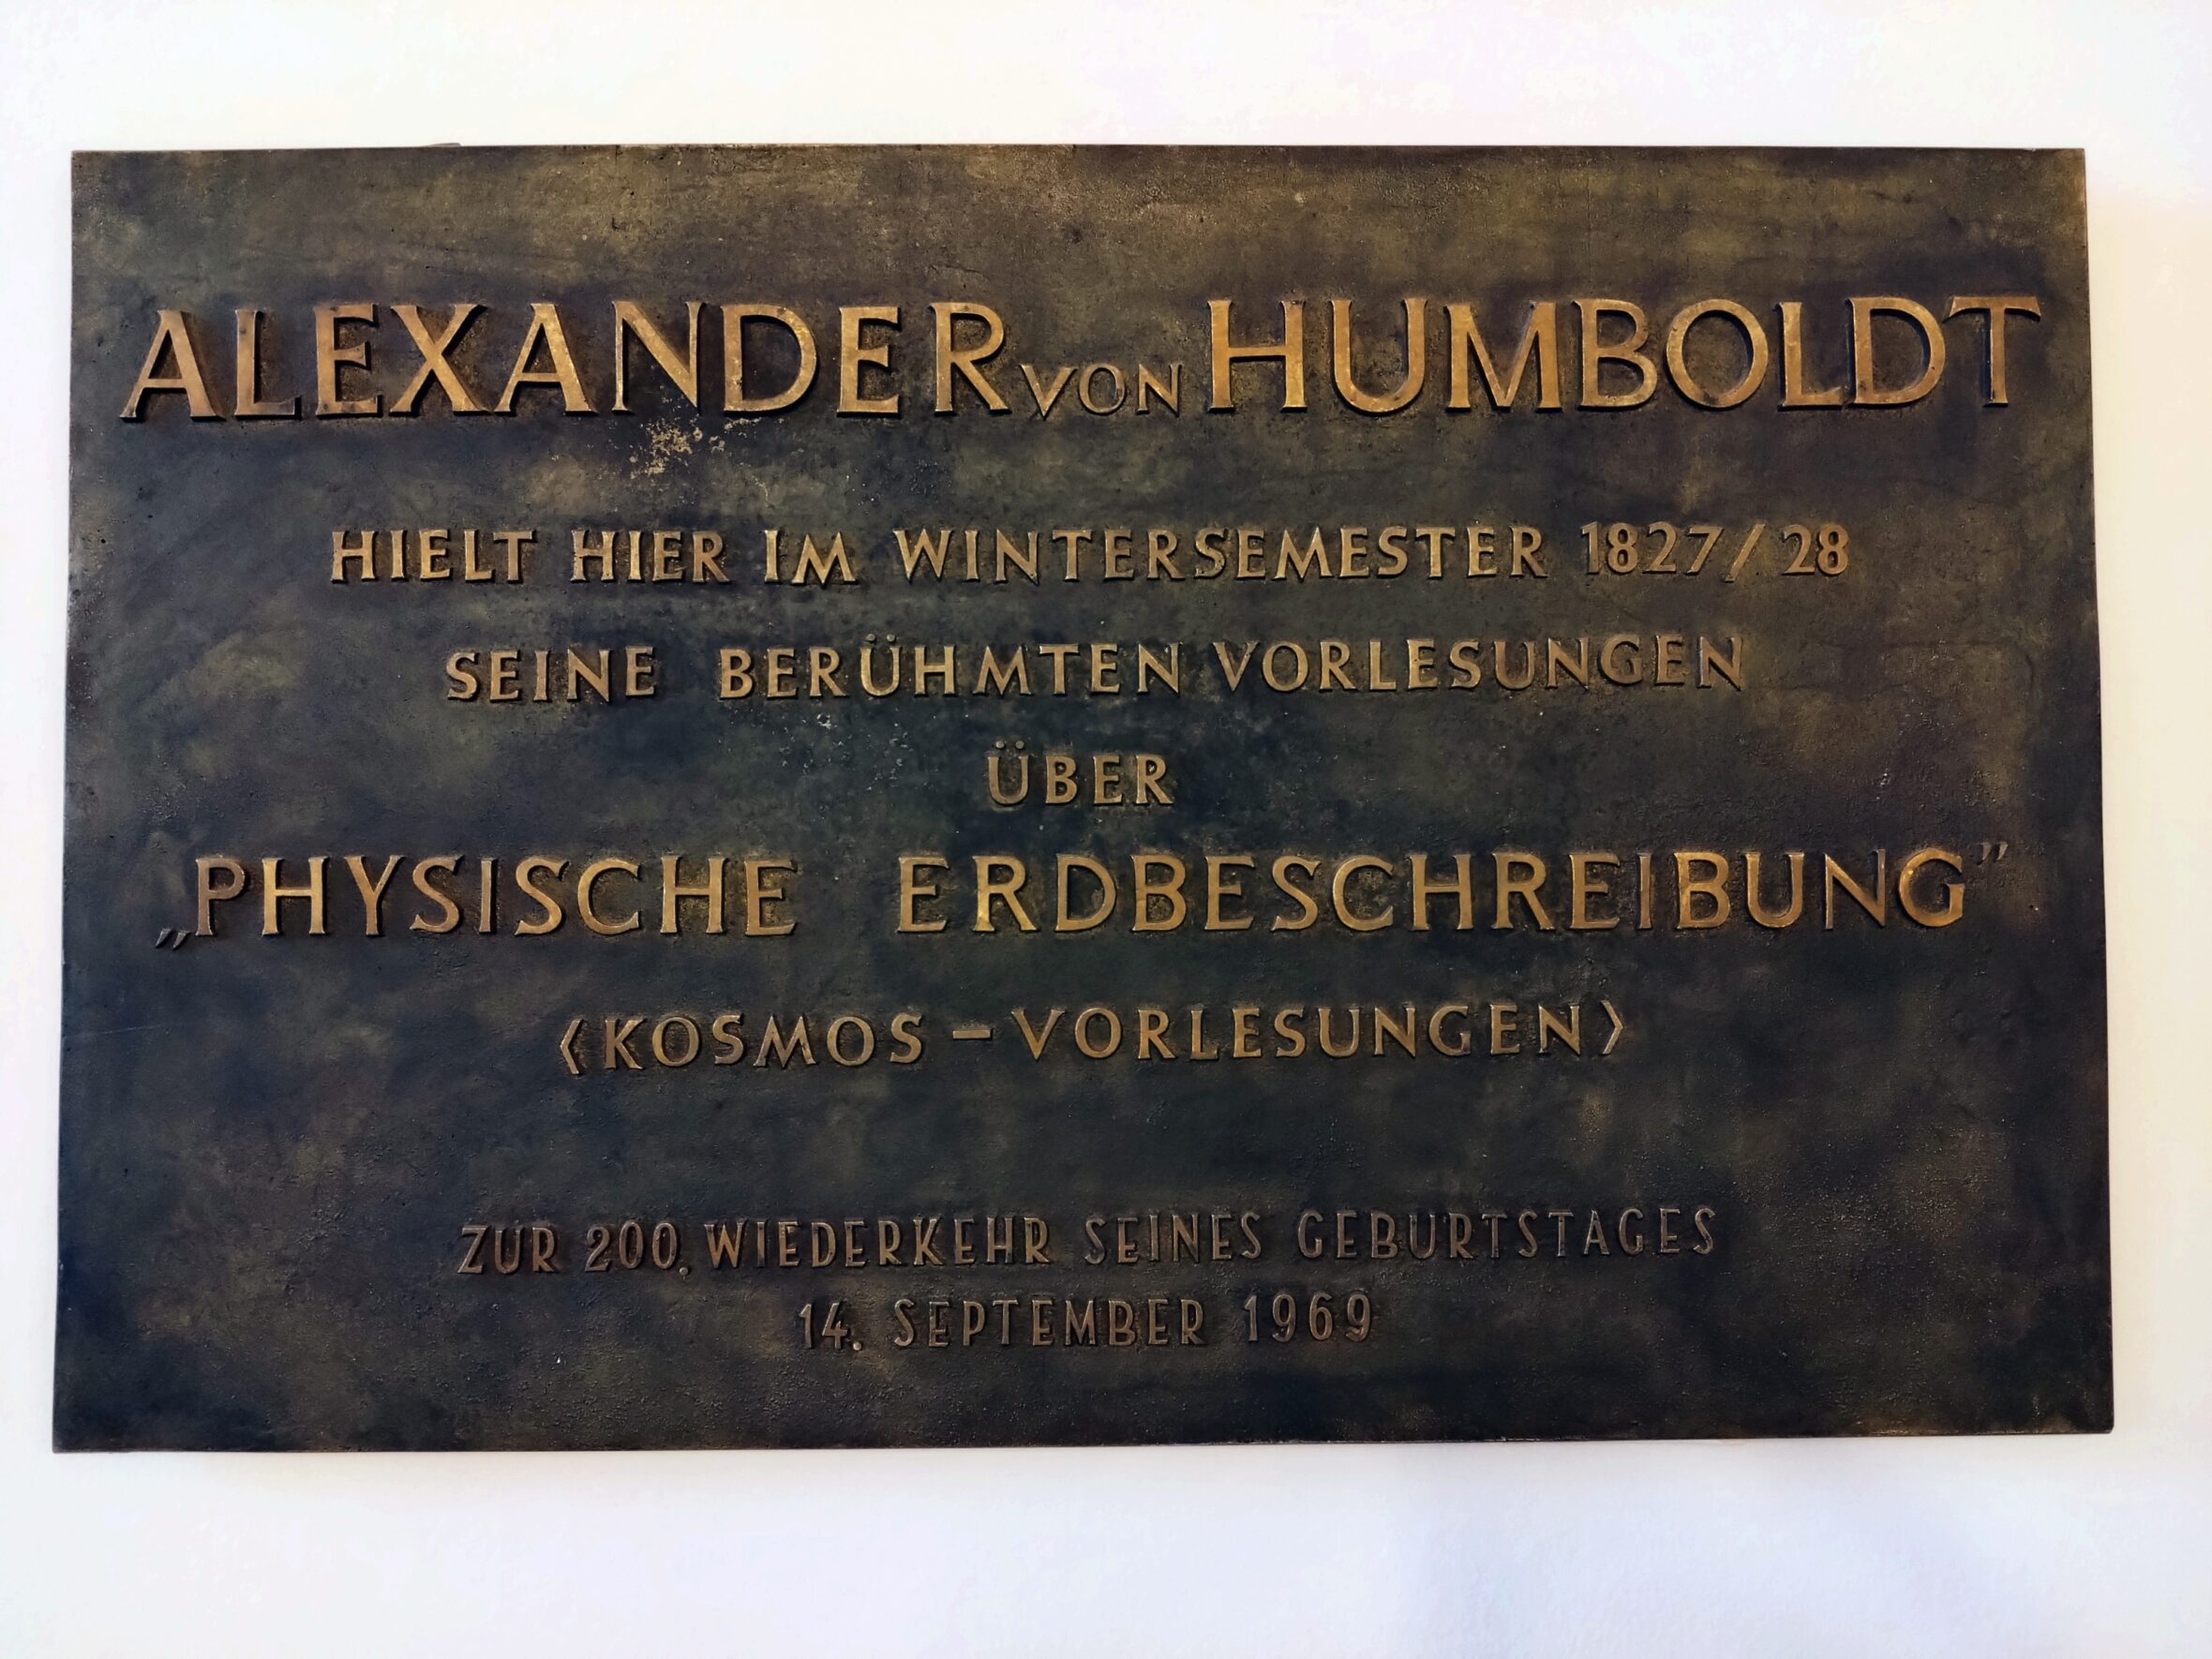 ALEXANDER VON HUMBOLDT
HIELT HIER IM WINTERSEMESTER 1827/28
SEINE BERÜHMTEN VORLESUNGEN
ÜBER
„PHYSISCHE ERDBESCHREIBUNG”
〈KOSMOS – VORLESUNGEN〉
ZUR 200. WIEDERKEHR SEINES GEBURTSTAGES
14. SEPTEMBER 1969